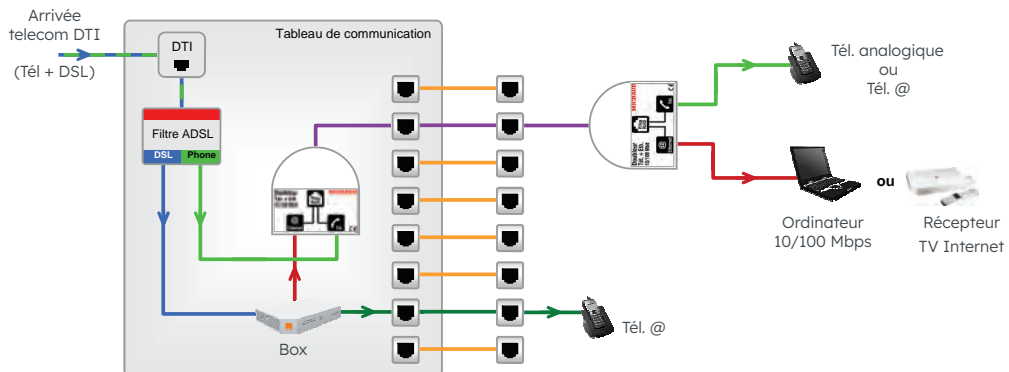 Arrivée
telecom DTI
(Tél + DSL)
DTI
Tableau de communication
Filtre ADSL
DSL Phone
Box
Tél. analogique
ou
Tél. @
Ordinateur
10/100 Mbps
ou
Récepteur
TV Internet
Tél. @